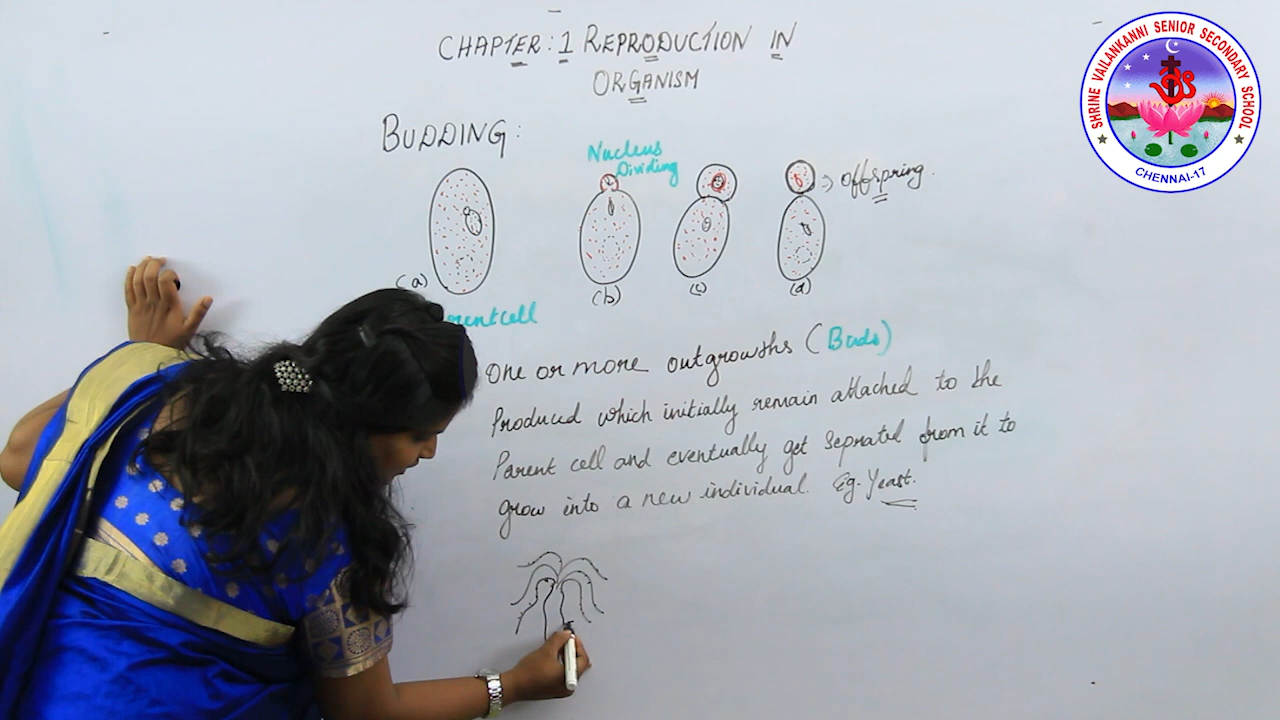 CHAPTER: 1 REPRODUCTION IN
ORGANISM
BUDDING:
Nucleus
Dividing
offspring.
(a)
(b)
(c)
(d)
rent cell
One or more outgrowths (Buds)
Produced which initially remain attached to the
Parent cell and eventually get seprated from it to
grow into a new individual. Eg. Yeast.
SHRINE VAILANKANNI SENIOR SECONDARY SCHOOL
CHENNAI-17